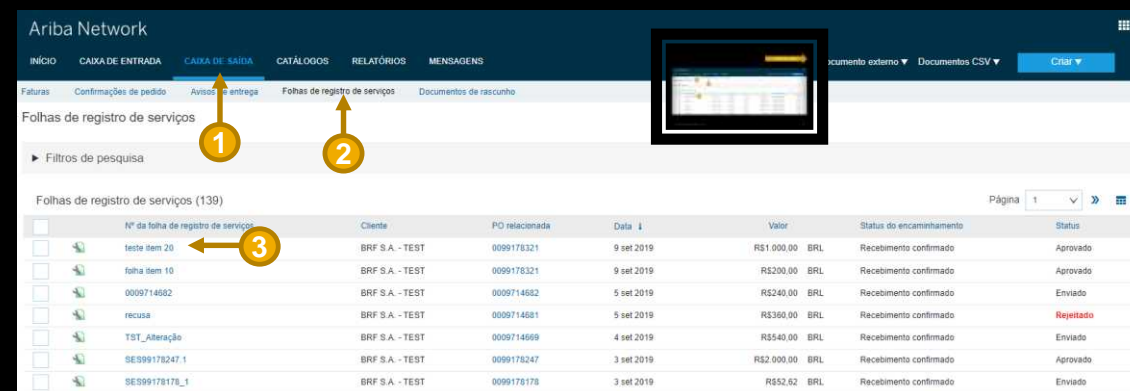 Ariba Network
INÍCIO CAIXA DE ENTRADA CAIXA DE SAÍDA CATÁLOGOS RELATÓRIOS MENSAGENS ocumento externo ▼ Documentos CSV ▼ Criar ▼
Faturas Confirmações de pedido Avisos de entrega Folhas de registro de serviços Documentos de rascunho
Folhas de registro de serviços
1
2
► Filtros de pesquisa
Folhas de registro de serviços (139) Página 1
Nº da folha de registro de serviços Cliente PO relacionada Data ↓ Valor Status do encaminhamento Status
3
teste item 20 BRF S.A. - TEST 0099178321 9 set 2019 R$1.000,00 BRL Recebimento confirmado Aprovado
folha item 10 BRF S.A. - TEST 0099178321 9 set 2019 R$200,00 BRL Recebimento confirmado Aprovado
0009714682 BRF S.A. - TEST 0009714682 5 set 2019 R$240,00 BRL Recebimento confirmado Enviado
recusa BRF S.A. - TEST 0009714681 5 set 2019 R$360,00 BRL Recebimento confirmado Rejeitado
TST_Alteração BRF S.A. - TEST 0009714669 4 set 2019 R$540,00 BRL Recebimento confirmado Enviado
SES99178247.1 BRF S.A. - TEST 0099178247 3 set 2019 R$2.000,00 BRL Recebimento confirmado Aprovado
SES99178178_1 BRF S.A. - TEST 0099178178 3 set 2019 R$52,62 BRL Recebimento confirmado Enviado